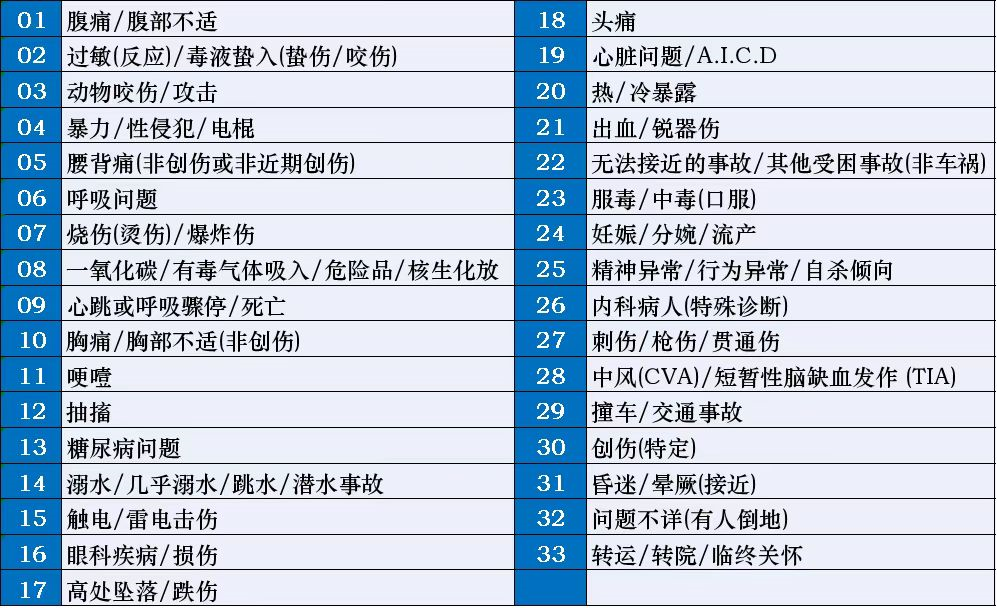 01 腹痛/腹部不适
02 过敏(反应)/毒液蛰入(蛰伤/咬伤)
03 动物咬伤/攻击
04 暴力/性侵犯/电棍
05 腰背痛(非创伤或非近期创伤)
06 呼吸问题
07 烧伤(烫伤)/爆炸伤
08 一氧化碳/有毒气体吸入/危险品/核生化放
09 心跳或呼吸骤停/死亡
10 胸痛/胸部不适(非创伤)
11 哽噎
12 抽搐
13 糖尿病问题
14 溺水/几乎溺水/跳水/潜水事故
15 触电/雷电击伤
16 眼科疾病/损伤
17 高处坠落/跌伤
18 头痛
19 心脏问题/A.I.C.D
20 热/冷暴露
21 出血/锐器伤
22 无法接近的事故/其他受困事故(非车祸)
23 服毒/中毒(口服)
24 妊娠/分婉/流产
25 精神异常/行为异常/自杀倾向
26 内科病人(特殊诊断)
27 刺伤/枪伤/贯通伤
28 中风(CVA)/短暂性脑缺血发作 (TIA)
29 撞车/交通事故
30 创伤(特定)
31 昏迷/晕厥(接近)
32 问题不详(有人倒地)
33 转运/转院/临终关怀